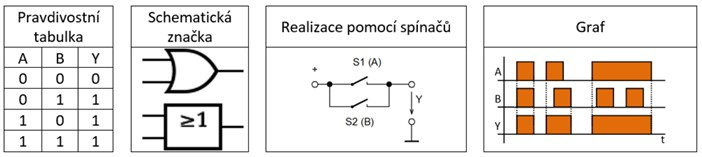 Pravdivostní
tabulka
A B Y
0 0 0
0 1 1
1 0 1
1 1 1
Schematická
značka
≥1
Realizace pomocí spínačů
S1 (A)
+
Y
S2 (B)
Graf
A
B
Y
t